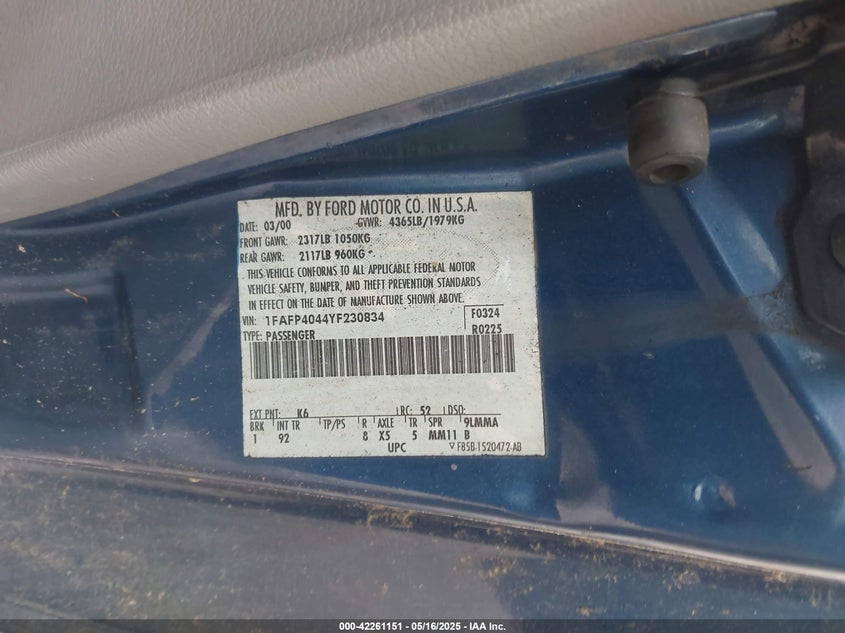 MFD. BY FORD MOTOR CO. IN U.S.A.
DATE: 03/00 GVWR: 4365LB/1979KG
FRONT GAWR: 2317LB 1050KG
REAR GAWR: 2117LB 960KG
THIS VEHICLE CONFORMS TO ALL APPLICABLE FEDERAL MOTOR
VEHICLE SAFETY, BUMPER, AND THEFT PREVENTION STANDARDS
IN EFFECT ON THE DATE OF MANUFACTURE SHOWN ABOVE.
VIN: 1FAFP4044YF230834 F0324
TYPE: PASSENGER R0225
EXT PNT: K6 RC: 52 DSO:
BRK INT TR TP/PS R AXLE TR SPR 9LMMA
1 92 8 X5 5 MM11 B
UPC F85B-1520472-AB
000-42261151 - 05/16/2025 - IAA Inc.